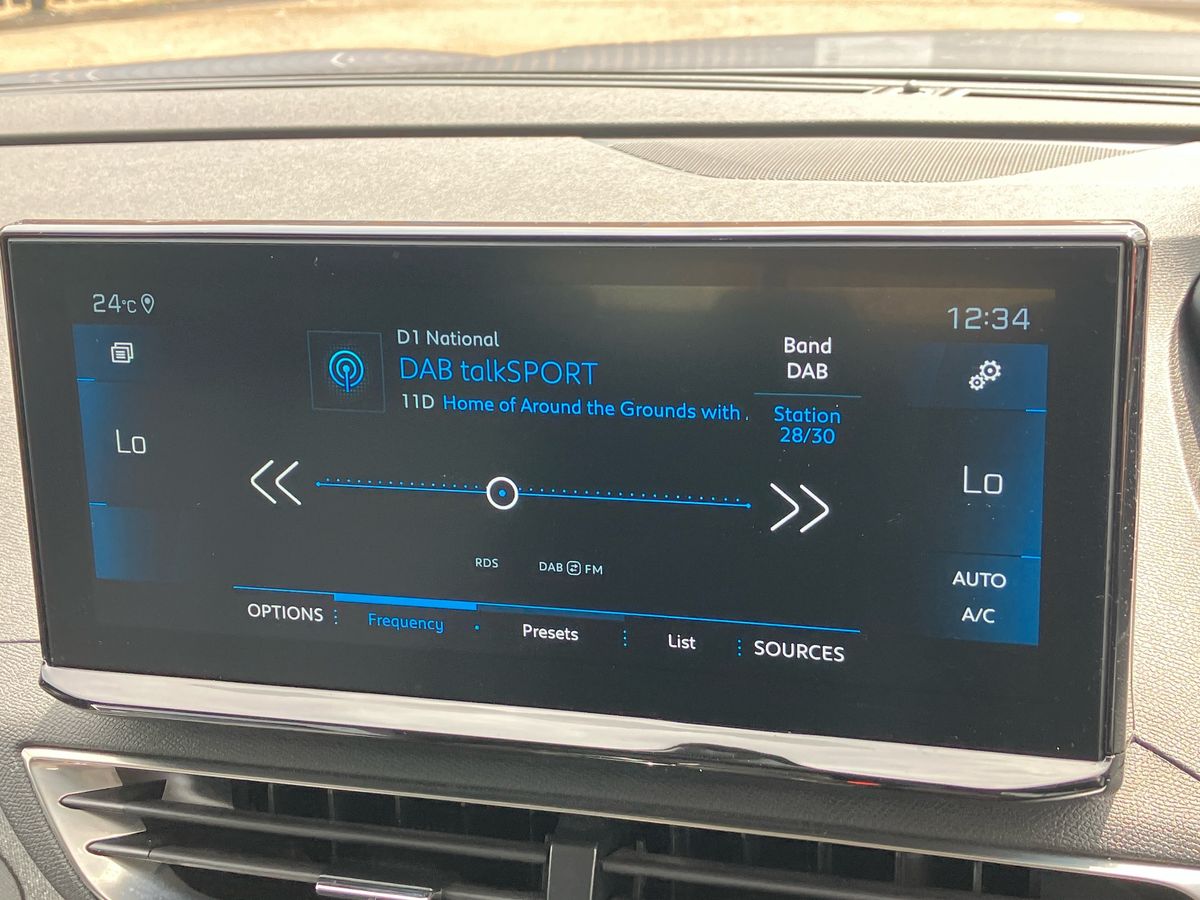 24°C
12:34
D1 National
DAB talkSPORT
11D Home of Around the Grounds with .
Band
DAB
Station
28/30
Lo
Lo
RDS
DAB FM
AUTO
A/C
OPTIONS
Frequency
Presets
List
SOURCES